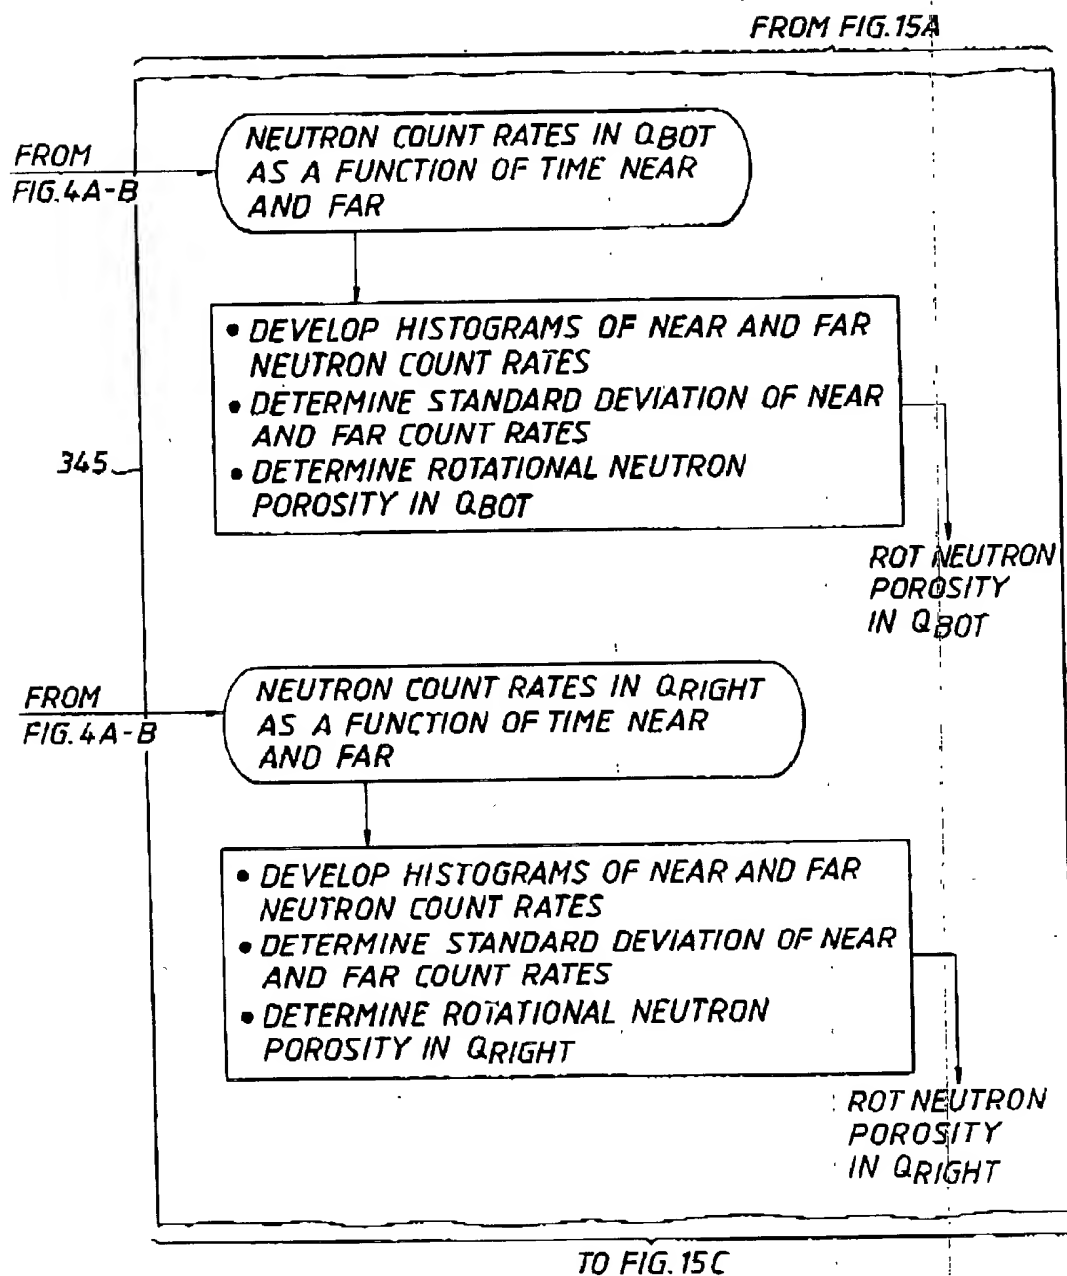 FROM FIG. 15A
FROM
FIG. 4A-B
NEUTRON COUNT RATES IN QBOT
AS A FUNCTION OF TIME NEAR
AND FAR
• DEVELOP HISTOGRAMS OF NEAR AND FAR
NEUTRON COUNT RATES
• DETERMINE STANDARD DEVIATION OF NEAR
AND FAR COUNT RATES
• DETERMINE ROTATIONAL NEUTRON
POROSITY IN QBOT
345
ROT NEUTRON
POROSITY
IN QBOT
FROM
FIG. 4A-B
NEUTRON COUNT RATES IN QRIGHT
AS A FUNCTION OF TIME NEAR
AND FAR
• DEVELOP HISTOGRAMS OF NEAR AND FAR
NEUTRON COUNT RATES
• DETERMINE STANDARD DEVIATION OF NEAR
AND FAR COUNT RATES
• DETERMINE ROTATIONAL NEUTRON
POROSITY IN QRIGHT
ROT NEUTRON
POROSITY
IN QRIGHT
TO FIG. 15C